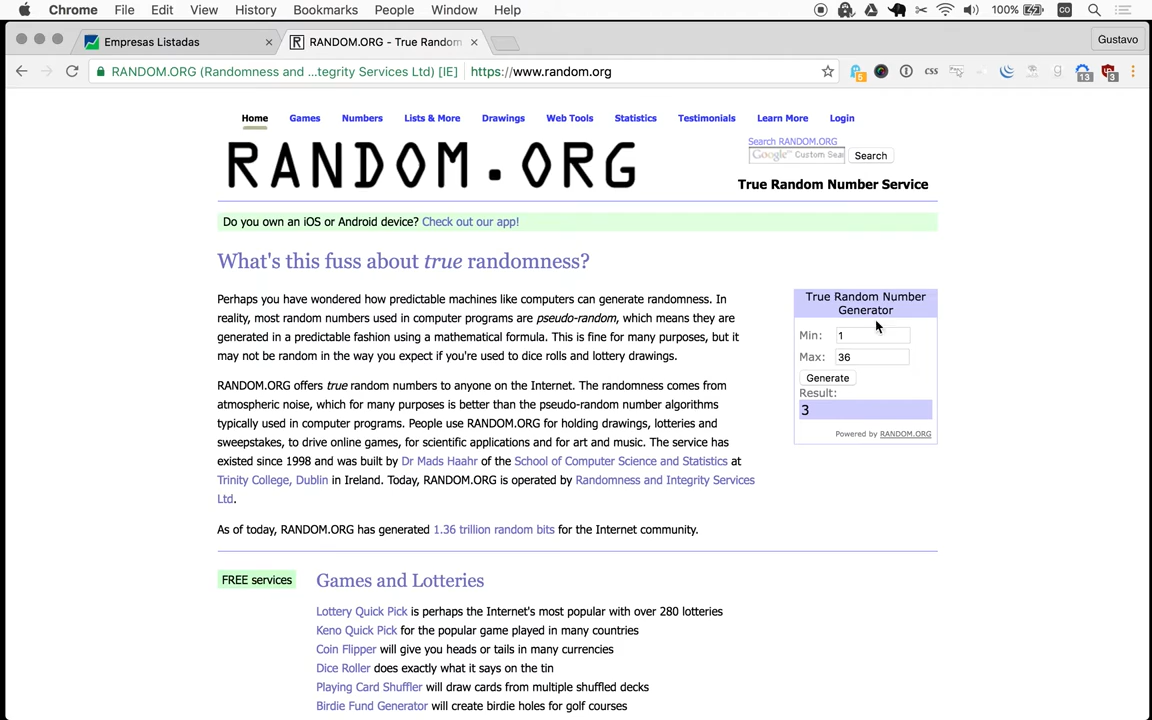 Chrome File Edit View History Bookmarks People Window Help 100%
Empresas Listadas RANDOM.ORG - True Random Gustavo
RANDOM.ORG (Randomness and ...tegrity Services Ltd) [IE] https://www.random.org
Home Games Numbers Lists & More Drawings Web Tools Statistics Testimonials Learn More Login
RANDOM.ORG
Search RANDOM.ORG
Google™ Custom Sear Search
True Random Number Service
Do you own an iOS or Android device? Check out our app!
What's this fuss about true randomness?
Perhaps you have wondered how predictable machines like computers can generate randomness. In
reality, most random numbers used in computer programs are pseudo-random, which means they are
generated in a predictable fashion using a mathematical formula. This is fine for many purposes, but it
may not be random in the way you expect if you're used to dice rolls and lottery drawings.
RANDOM.ORG offers true random numbers to anyone on the Internet. The randomness comes from
atmospheric noise, which for many purposes is better than the pseudo-random number algorithms
typically used in computer programs. People use RANDOM.ORG for holding drawings, lotteries and
sweepstakes, to drive online games, for scientific applications and for art and music. The service has
existed since 1998 and was built by Dr Mads Haahr of the School of Computer Science and Statistics at
Trinity College, Dublin in Ireland. Today, RANDOM.ORG is operated by Randomness and Integrity Services
Ltd.
As of today, RANDOM.ORG has generated 1.36 trillion random bits for the Internet community.
True Random Number
Generator
Min: 1
Max: 36
Generate
Result:
3
Powered by RANDOM.ORG
FREE services
Games and Lotteries
Lottery Quick Pick is perhaps the Internet's most popular with over 280 lotteries
Keno Quick Pick for the popular game played in many countries
Coin Flipper will give you heads or tails in many currencies
Dice Roller does exactly what it says on the tin
Playing Card Shuffler will draw cards from multiple shuffled decks
Birdie Fund Generator will create birdie holes for golf courses